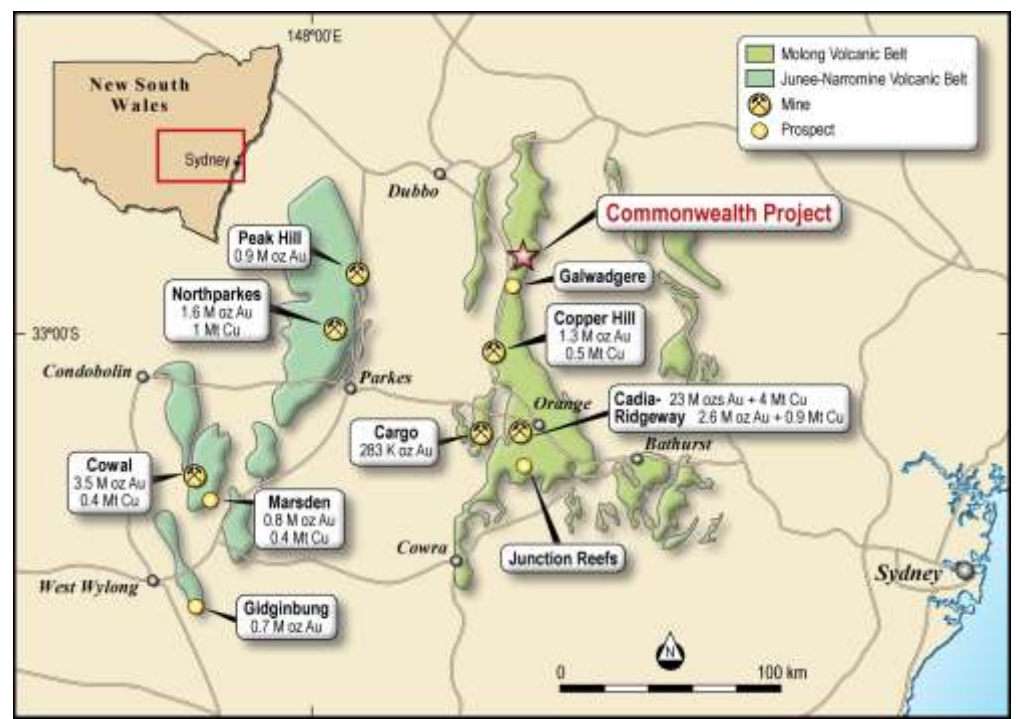 148°00'E
New South
Wales
Sydney
Molong Volcanic Belt
Junee-Narromine Volcanic Belt
Mine
Prospect
Dubbo
Commonwealth Project
Peak Hill
0.9 M oz Au
Galwadgere
Northparkes
1.6 M oz Au
1 Mt Cu
Copper Hill
1.3 M oz Au
0.5 Mt Cu
33°00'S
Condobolin
Parkes
Cadia- 23 M ozs Au + 4 Mt Cu
Ridgeway 2.6 M oz Au + 0.9 Mt Cu
Orange
Cargo
283 K oz Au
Bathurst
Cowal
3.5 M oz Au
0.4 Mt Cu
Marsden
0.8 M oz Au
0.4 Mt Cu
Cowra
Junction Reefs
Sydney
West Wylong
Gidginbung
0.7 M oz Au
N
0 100 km